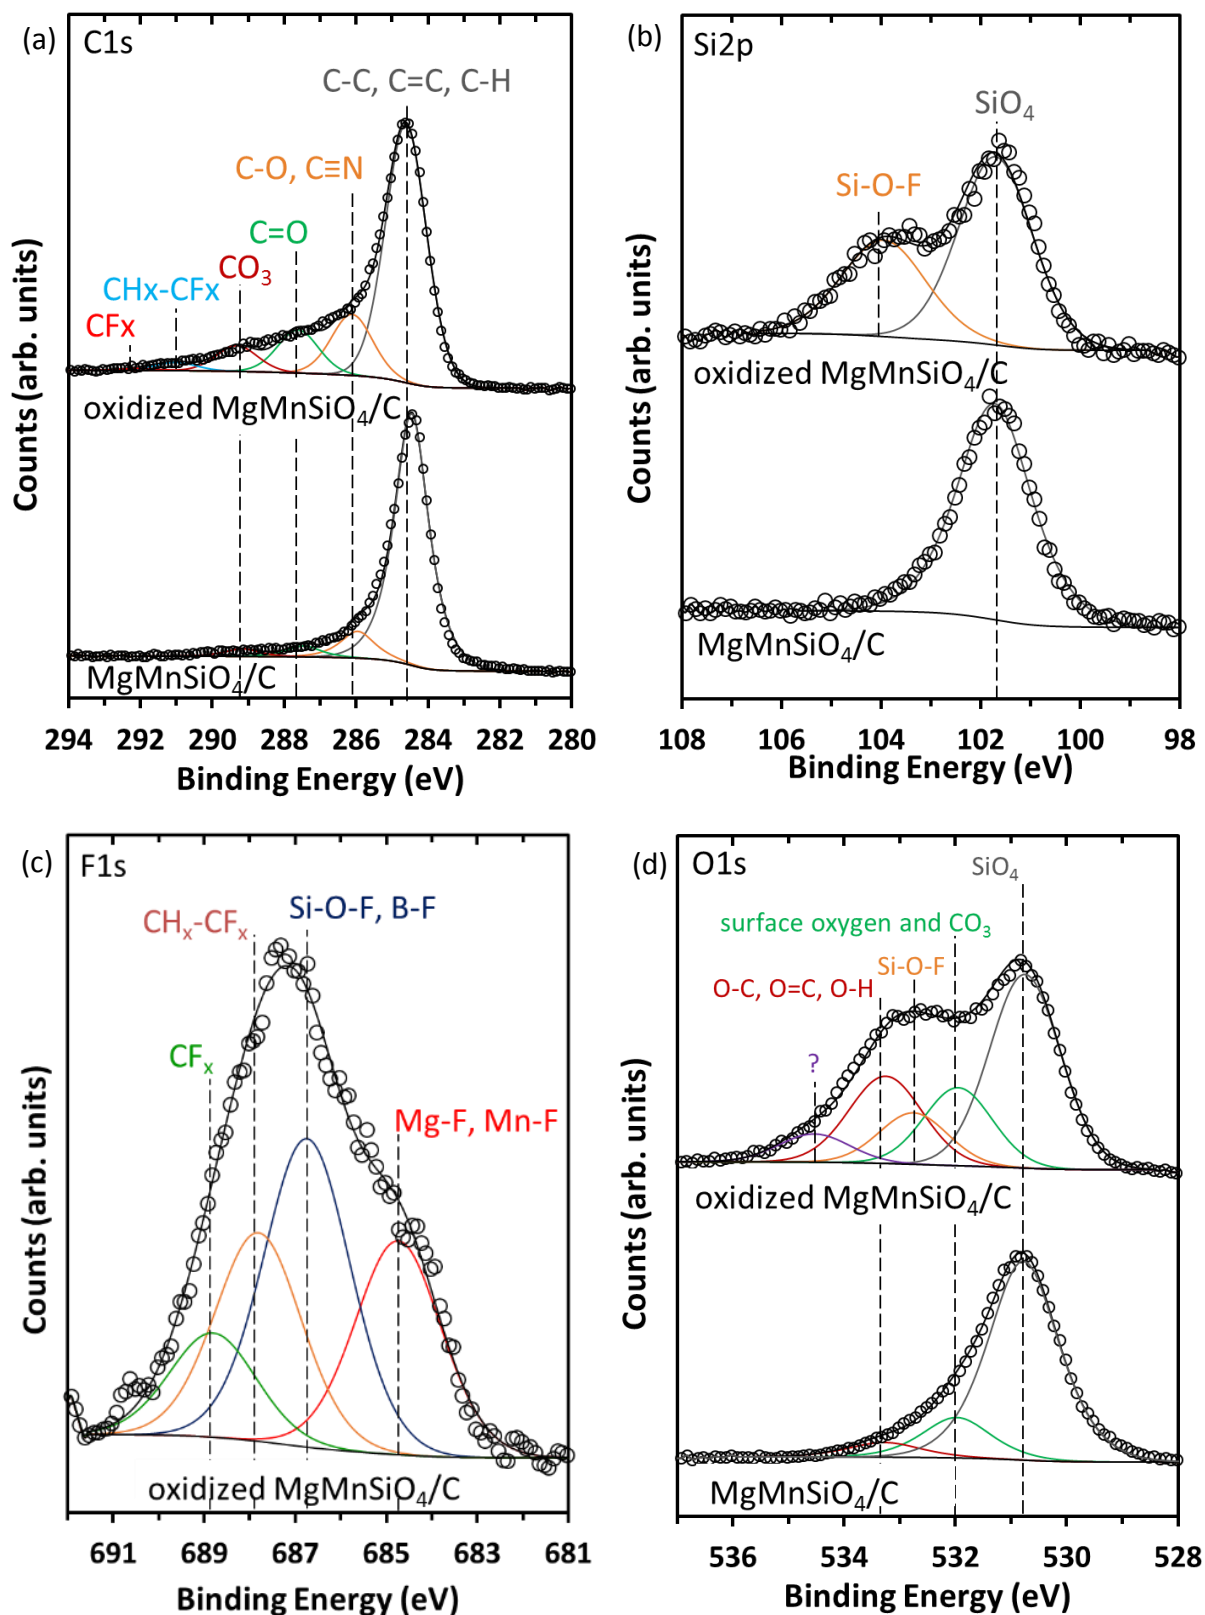 (a)
C1s
C-C, C=C, C-H
C-O, C≡N
C=O
CO3
CHx-CFx
CFx
oxidized MgMnSiO4/C
MgMnSiO4/C
Counts (arb. units)
294 292 290 288 286 284 282 280
Binding Energy (eV)
(b)
Si2p
SiO4
Si-O-F
oxidized MgMnSiO4/C
MgMnSiO4/C
Counts (arb. units)
108 106 104 102 100 98
Binding Energy (eV)
(c)
F1s
Si-O-F, B-F
CHx-CFx
CFx
Mg-F, Mn-F
oxidized MgMnSiO4/C
Counts (arb. units)
691 689 687 685 683 681
Binding Energy (eV)
(d)
O1s
SiO4
surface oxygen and CO3
Si-O-F
O-C, O=C, O-H
?
oxidized MgMnSiO4/C
MgMnSiO4/C
Counts (arb. units)
536 534 532 530 528
Binding Energy (eV)